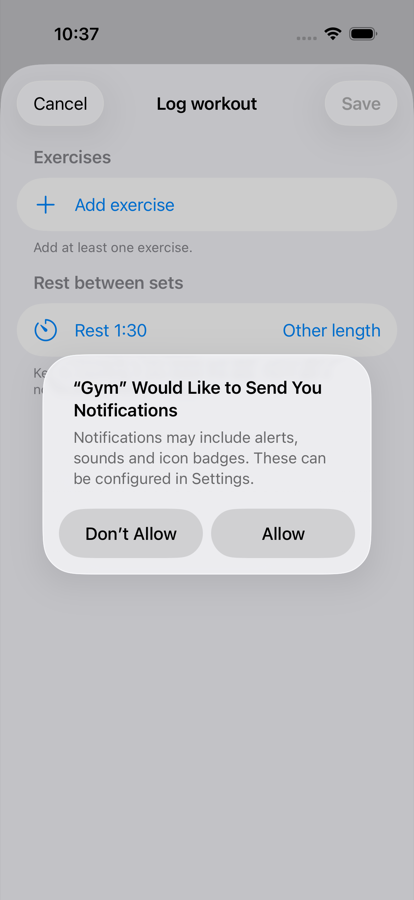 10:37
Cancel
Log workout
Save
Exercises
Add exercise
Add at least one exercise.
Rest between sets
Rest 1:30
Other length
“Gym” Would Like to Send You
Notifications
Notifications may include alerts,
sounds and icon badges. These can
be configured in Settings.
Don’t Allow
Allow